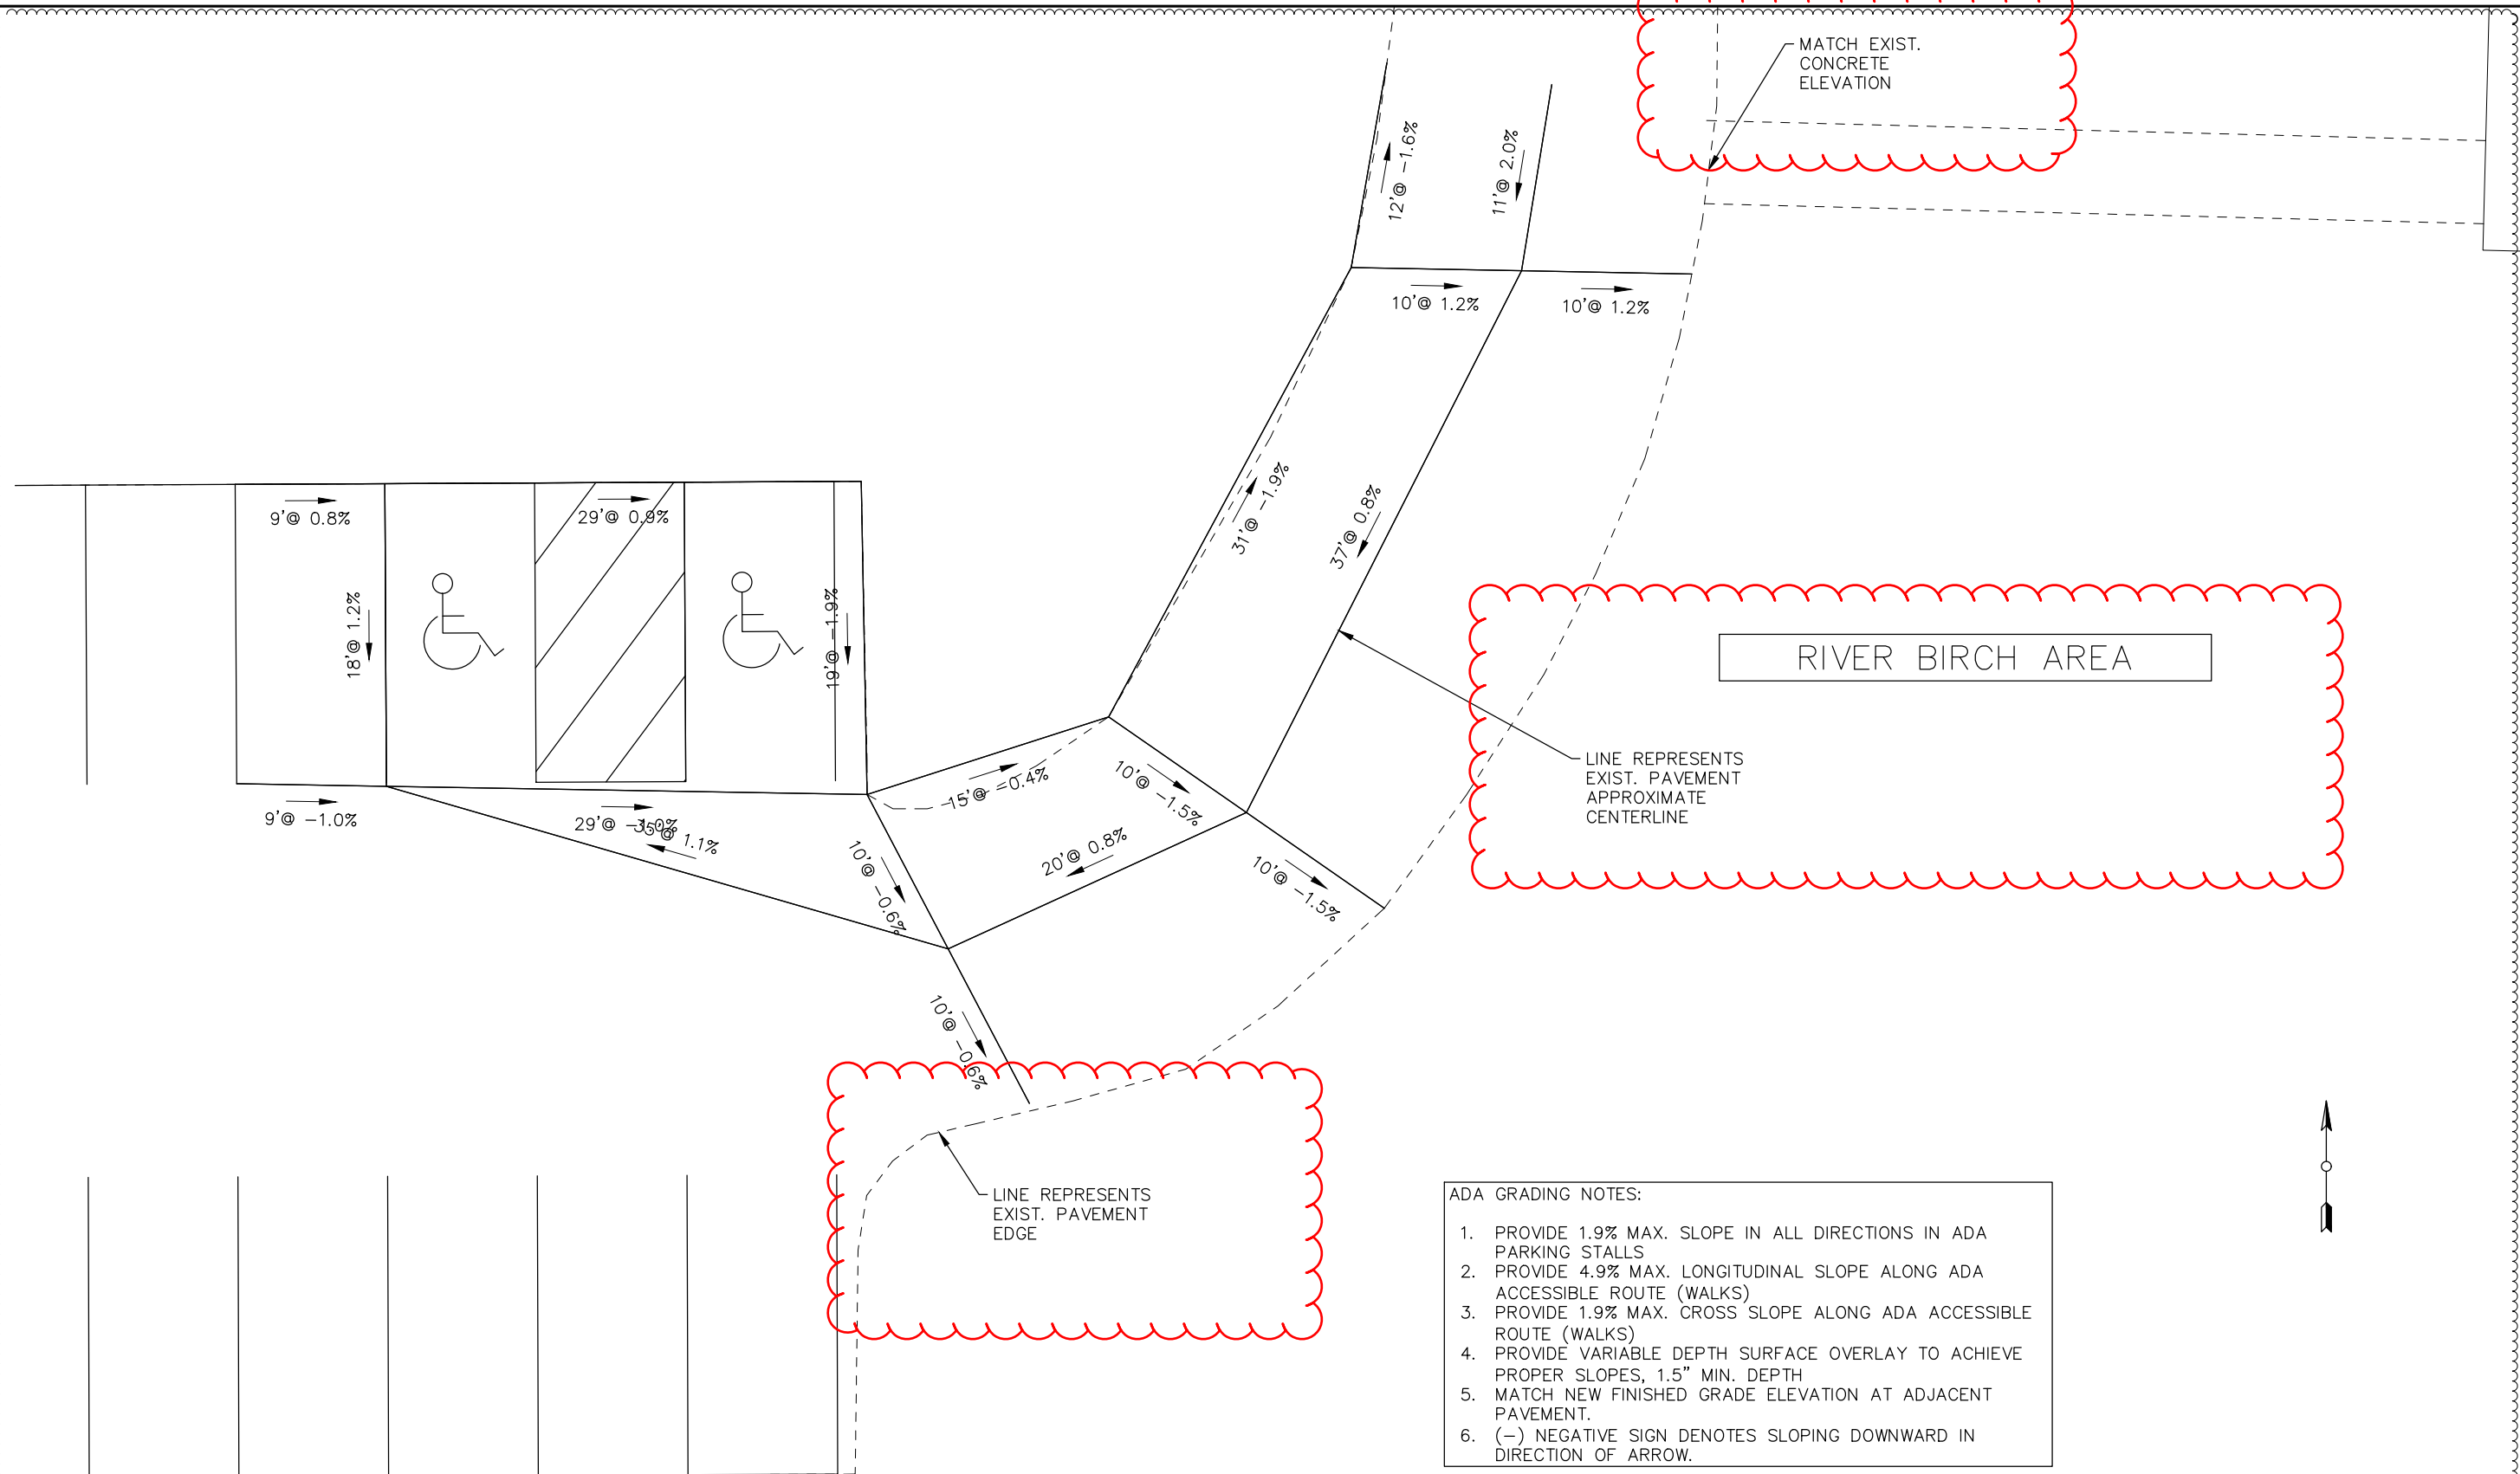 MATCH EXIST.
CONCRETE
ELEVATION
12'@ -1.6%
11'@ 2.0%
10'@ 1.2%
10'@ 1.2%
9'@ 0.8%
29'@ 0.9%
31'@ -1.9%
37'@ 0.8%
18'@ 1.2%
19'@ -1.9%
RIVER BIRCH AREA
LINE REPRESENTS
EXIST. PAVEMENT
APPROXIMATE
CENTERLINE
15'@ -0.4%
10'@ -1.5%
9'@ -1.0%
29'@ -1.0%
35'@ 1.1%
20'@ 0.8%
10'@ -0.6%
10'@ -1.5%
10'@ -0.6%
LINE REPRESENTS
EXIST. PAVEMENT
EDGE
ADA GRADING NOTES:
1. PROVIDE 1.9% MAX. SLOPE IN ALL DIRECTIONS IN ADA
PARKING STALLS
2. PROVIDE 4.9% MAX. LONGITUDINAL SLOPE ALONG ADA
ACCESSIBLE ROUTE (WALKS)
3. PROVIDE 1.9% MAX. CROSS SLOPE ALONG ADA ACCESSIBLE
ROUTE (WALKS)
4. PROVIDE VARIABLE DEPTH SURFACE OVERLAY TO ACHIEVE
PROPER SLOPES, 1.5" MIN. DEPTH
5. MATCH NEW FINISHED GRADE ELEVATION AT ADJACENT
PAVEMENT.
6. (-) NEGATIVE SIGN DENOTES SLOPING DOWNWARD IN
DIRECTION OF ARROW.